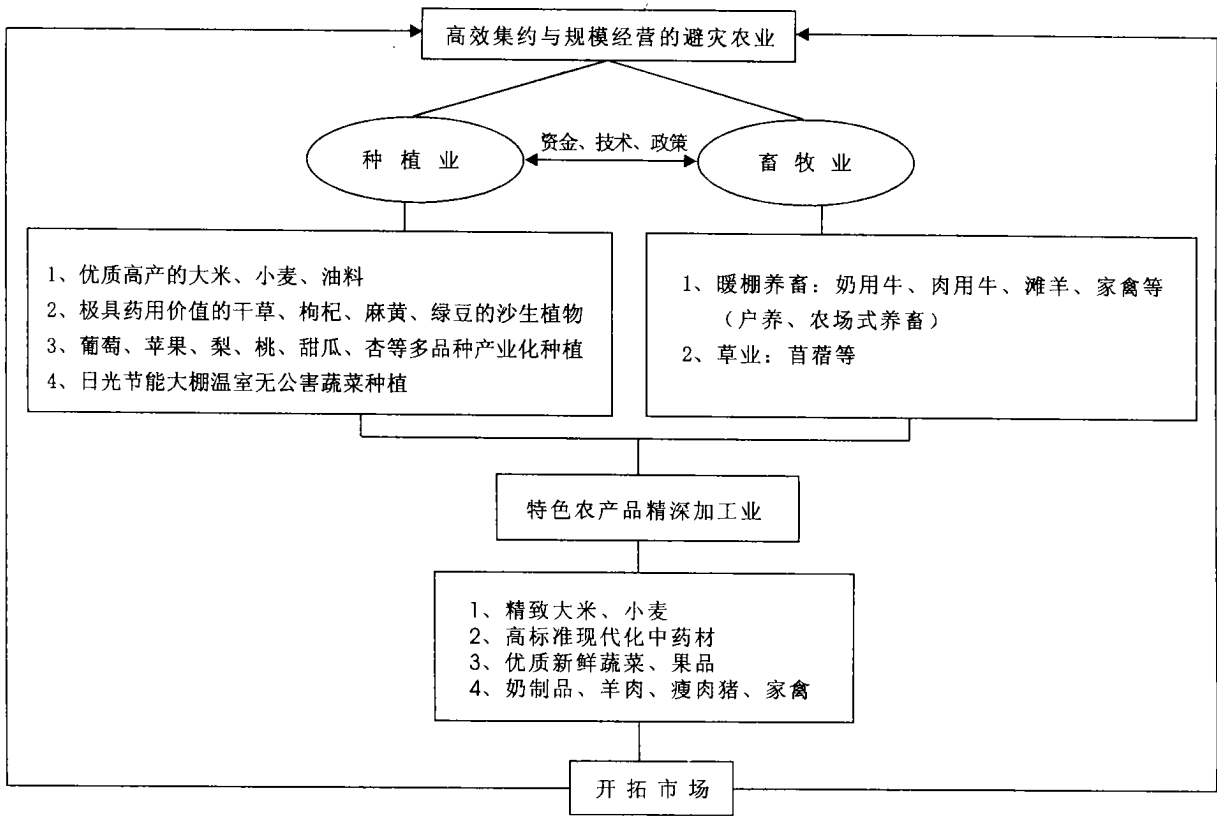 高效集约与规模经营的避灾农业
资金、技术、政策
种植业
畜牧业
1、优质高产的大米、小麦、油料
2、极具药用价值的干草、枸杞、麻黄、绿豆的沙生植物
3、葡萄、苹果、梨、桃、甜瓜、杏等多品种产业化种植
4、日光节能大棚温室无公害蔬菜种植
1、暖棚养畜：奶用牛、肉用牛、滩羊、家禽等
（户养、农场式养畜）
2、草业：苜蓿等
特色农产品精深加工业
1、精致大米、小麦
2、高标准现代化中药材
3、优质新鲜蔬菜、果品
4、奶制品、羊肉、瘦肉猪、家禽
开拓市场